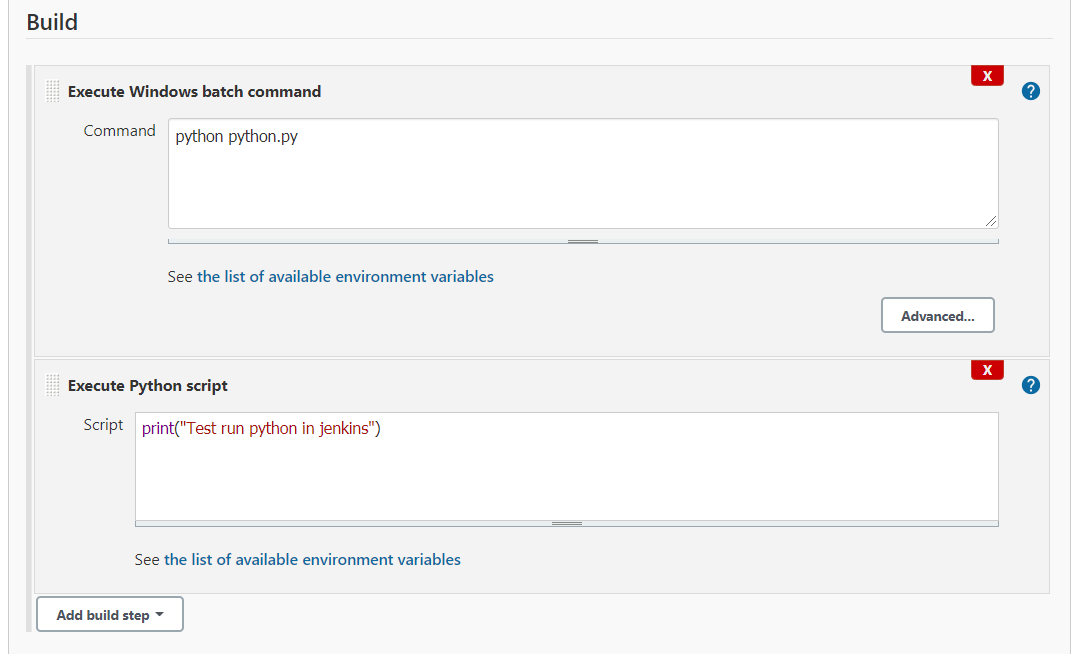 Build
X
Execute Windows batch command
?
Command
python python.py
See the list of available environment variables
Advanced...
X
Execute Python script
?
Script
print("Test run python in jenkins")
See the list of available environment variables
Add build step